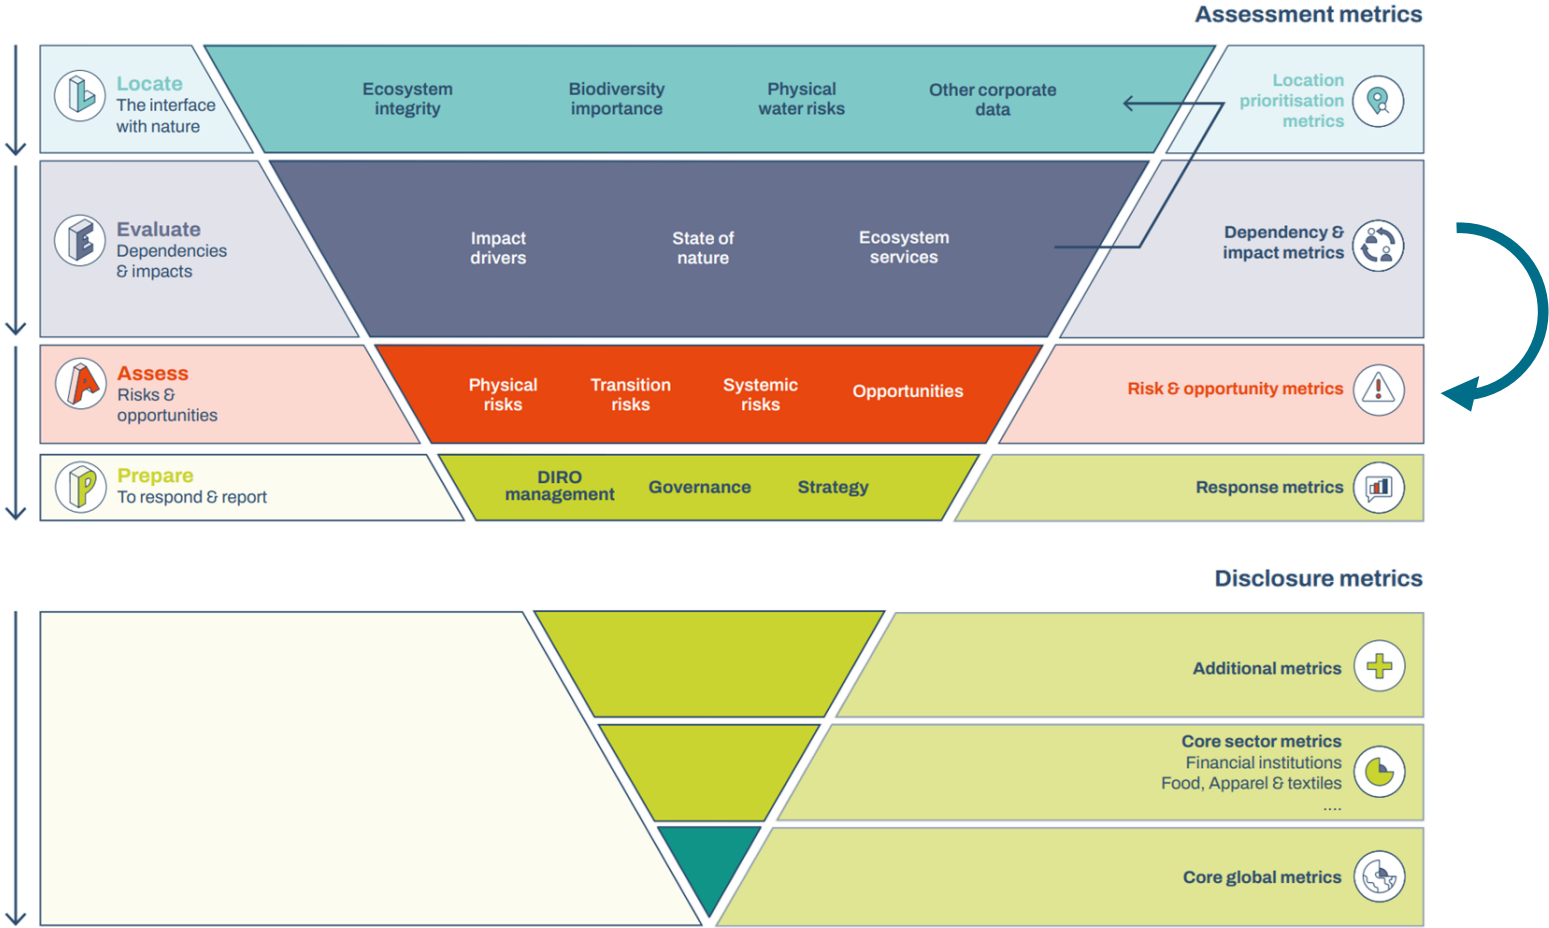 Assessment metrics
L
Locate
The interface
with nature
Ecosystem
integrity
Biodiversity
importance
Physical
water risks
Other corporate
data
Location
prioritisation
metrics
E
Evaluate
Dependencies
& impacts
Impact
drivers
State of
nature
Ecosystem
services
Dependency &
impact metrics
A
Assess
Risks &
opportunities
Physical
risks
Transition
risks
Systemic
risks
Opportunities
Risk & opportunity metrics
P
Prepare
To respond & report
DIRO
management
Governance
Strategy
Response metrics
Disclosure metrics
Additional metrics
Core sector metrics
Financial institutions
Food, Apparel & textiles
....
Core global metrics